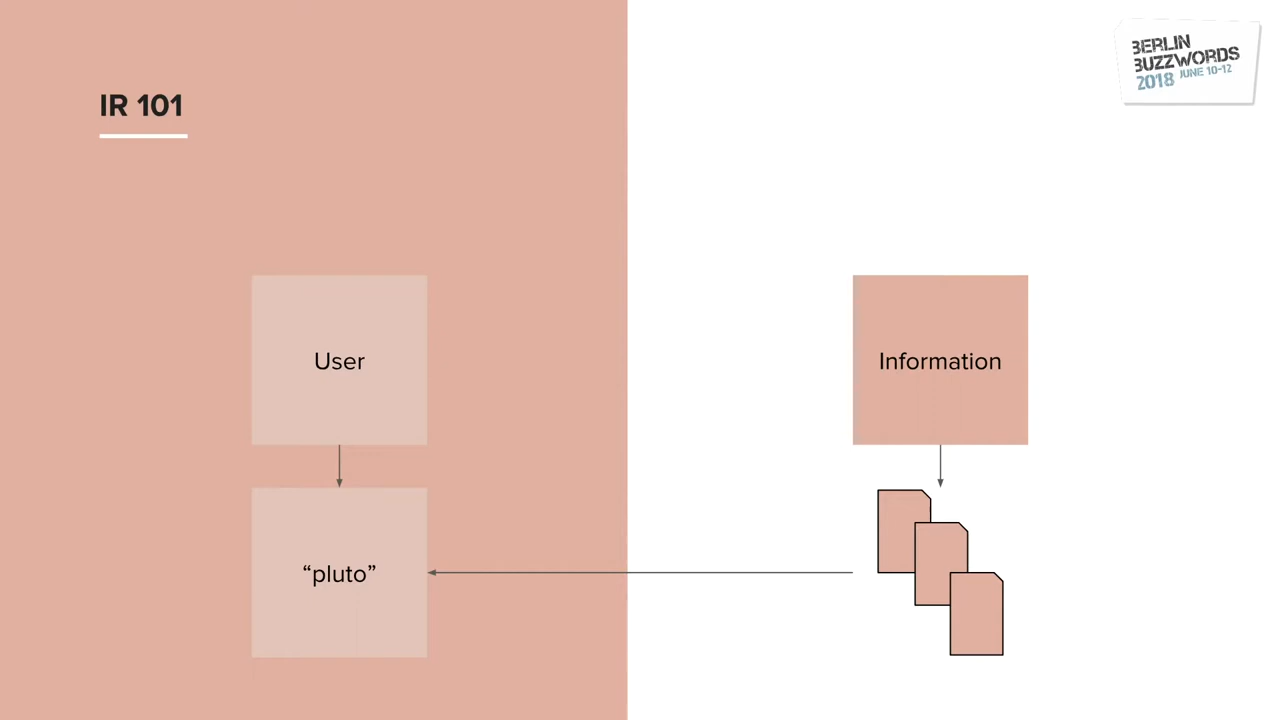 BERLIN
BUZZWORDS
2018 JUNE 10-12
IR 101
User
Information
“pluto”